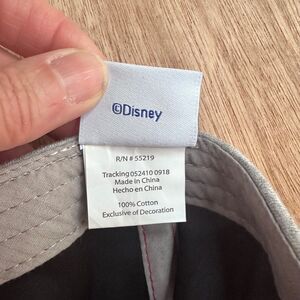 ©Disney
R/N # 55219
Tracking 052410 0918
Made In China
Hecho en China
100% Cotton
Exclusive of Decoration